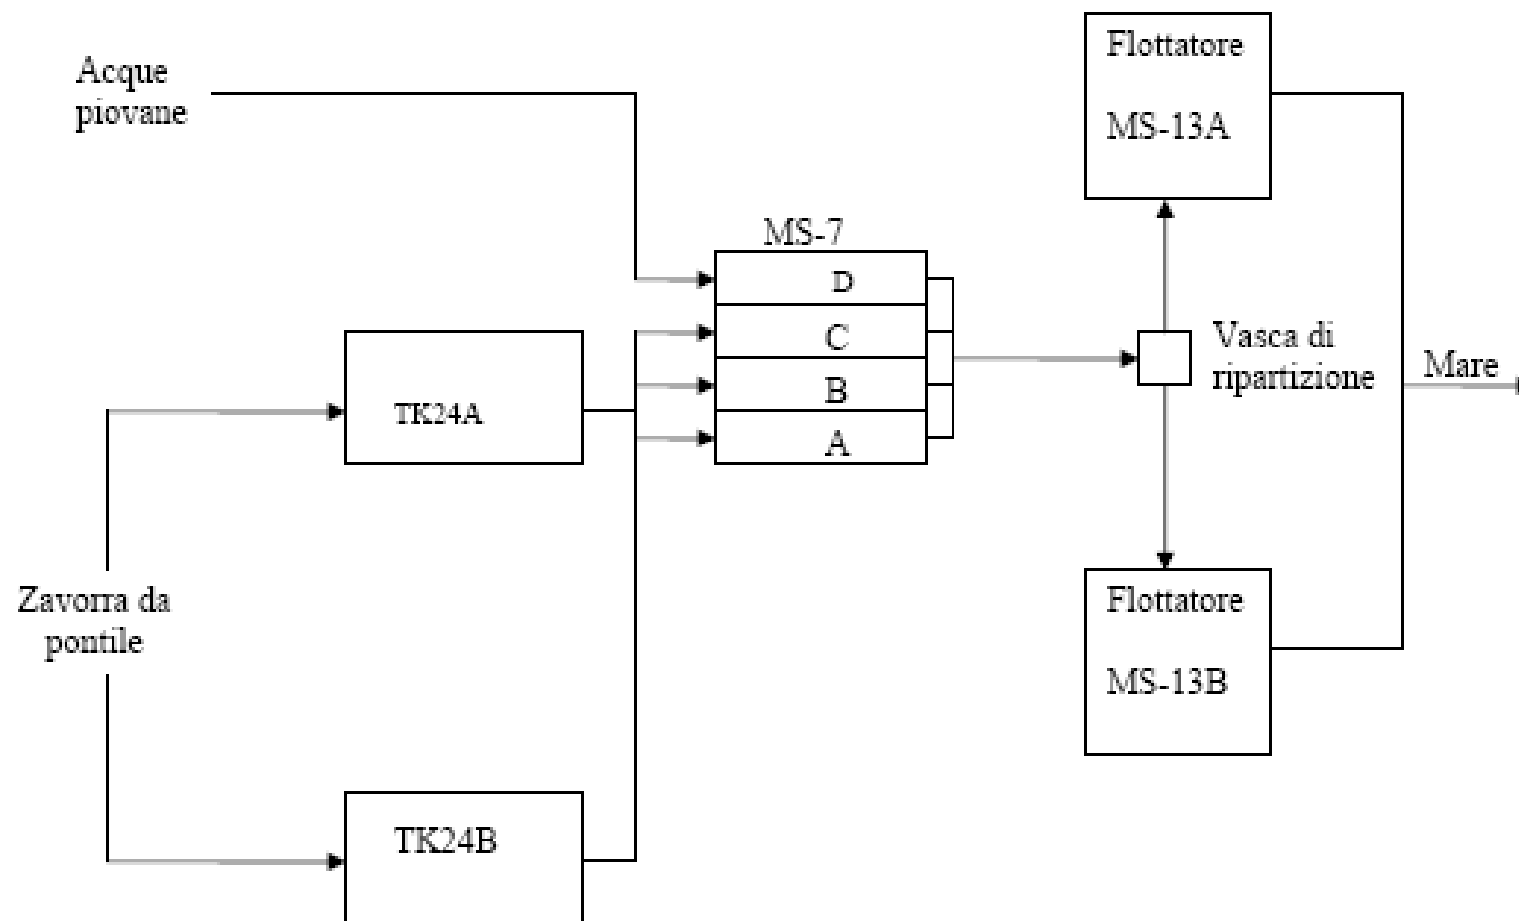 Acque
piovane
Flottatore
MS-13A
MS-7
D
C
B
A
TK24A
Vasca di
ripartizione
Mare
Zavorra da
pontile
Flottatore
MS-13B
TK24B